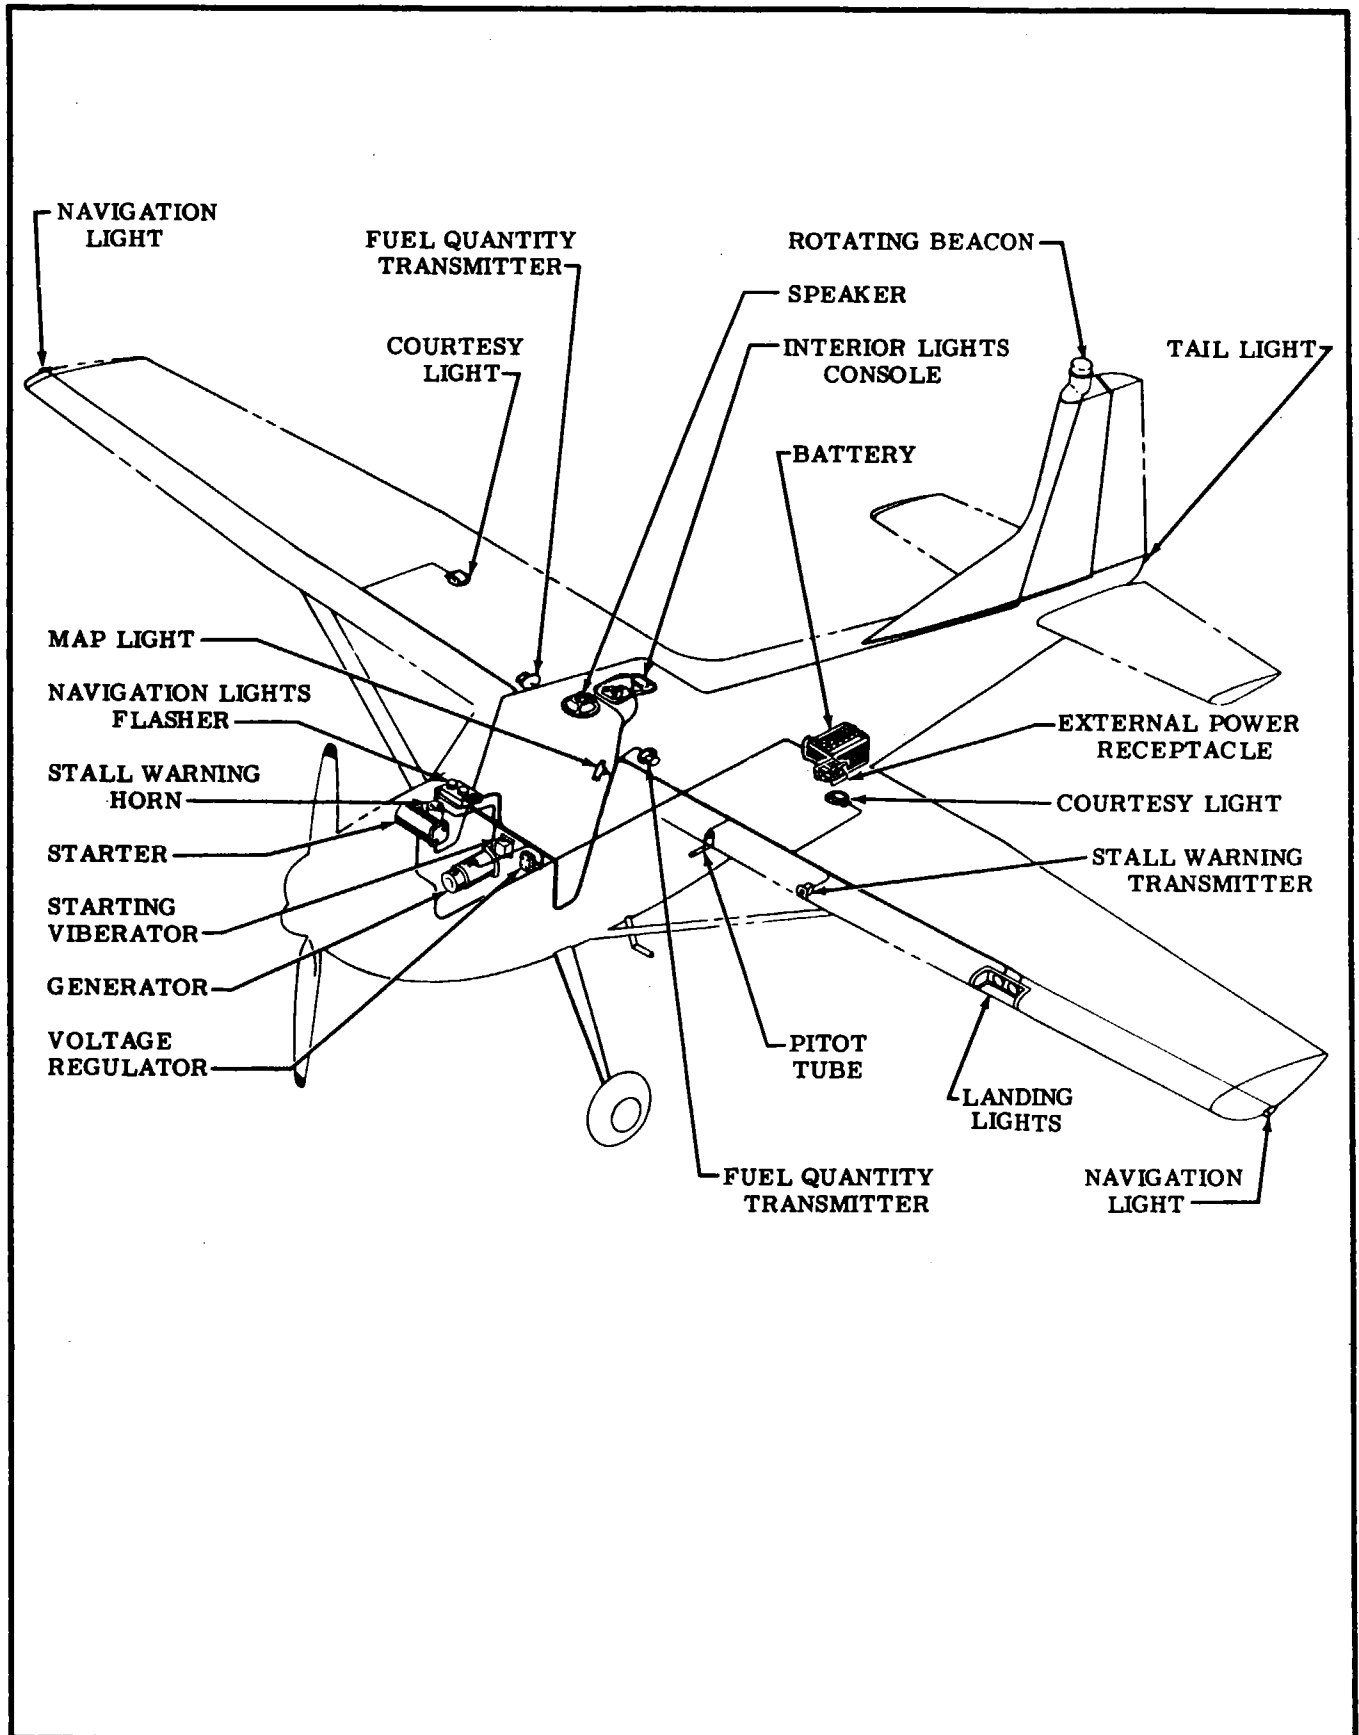 NAVIGATION
LIGHT
FUEL QUANTITY
TRANSMITTER
ROTATING BEACON
SPEAKER
COURTESY
LIGHT
INTERIOR LIGHTS
CONSOLE
TAIL LIGHT
BATTERY
MAP LIGHT
NAVIGATION LIGHTS
FLASHER
STALL WARNING
HORN
STARTER
STARTING
VIBERATOR
GENERATOR
VOLTAGE
REGULATOR
EXTERNAL POWER
RECEPTACLE
COURTESY LIGHT
STALL WARNING
TRANSMITTER
PITOT
TUBE
LANDING
LIGHTS
FUEL QUANTITY
TRANSMITTER
NAVIGATION
LIGHT